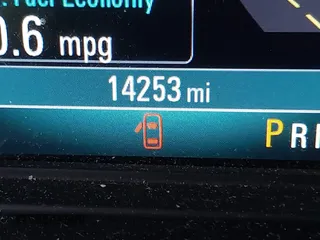 Fuel Economy
0.6 mpg
14253 mi
P R